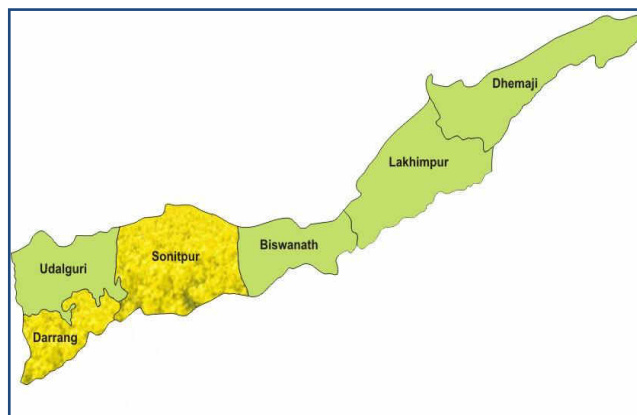 Dhemaji
Lakhimpur
Biswanath
Sonitpur
Udalguri
Darrang